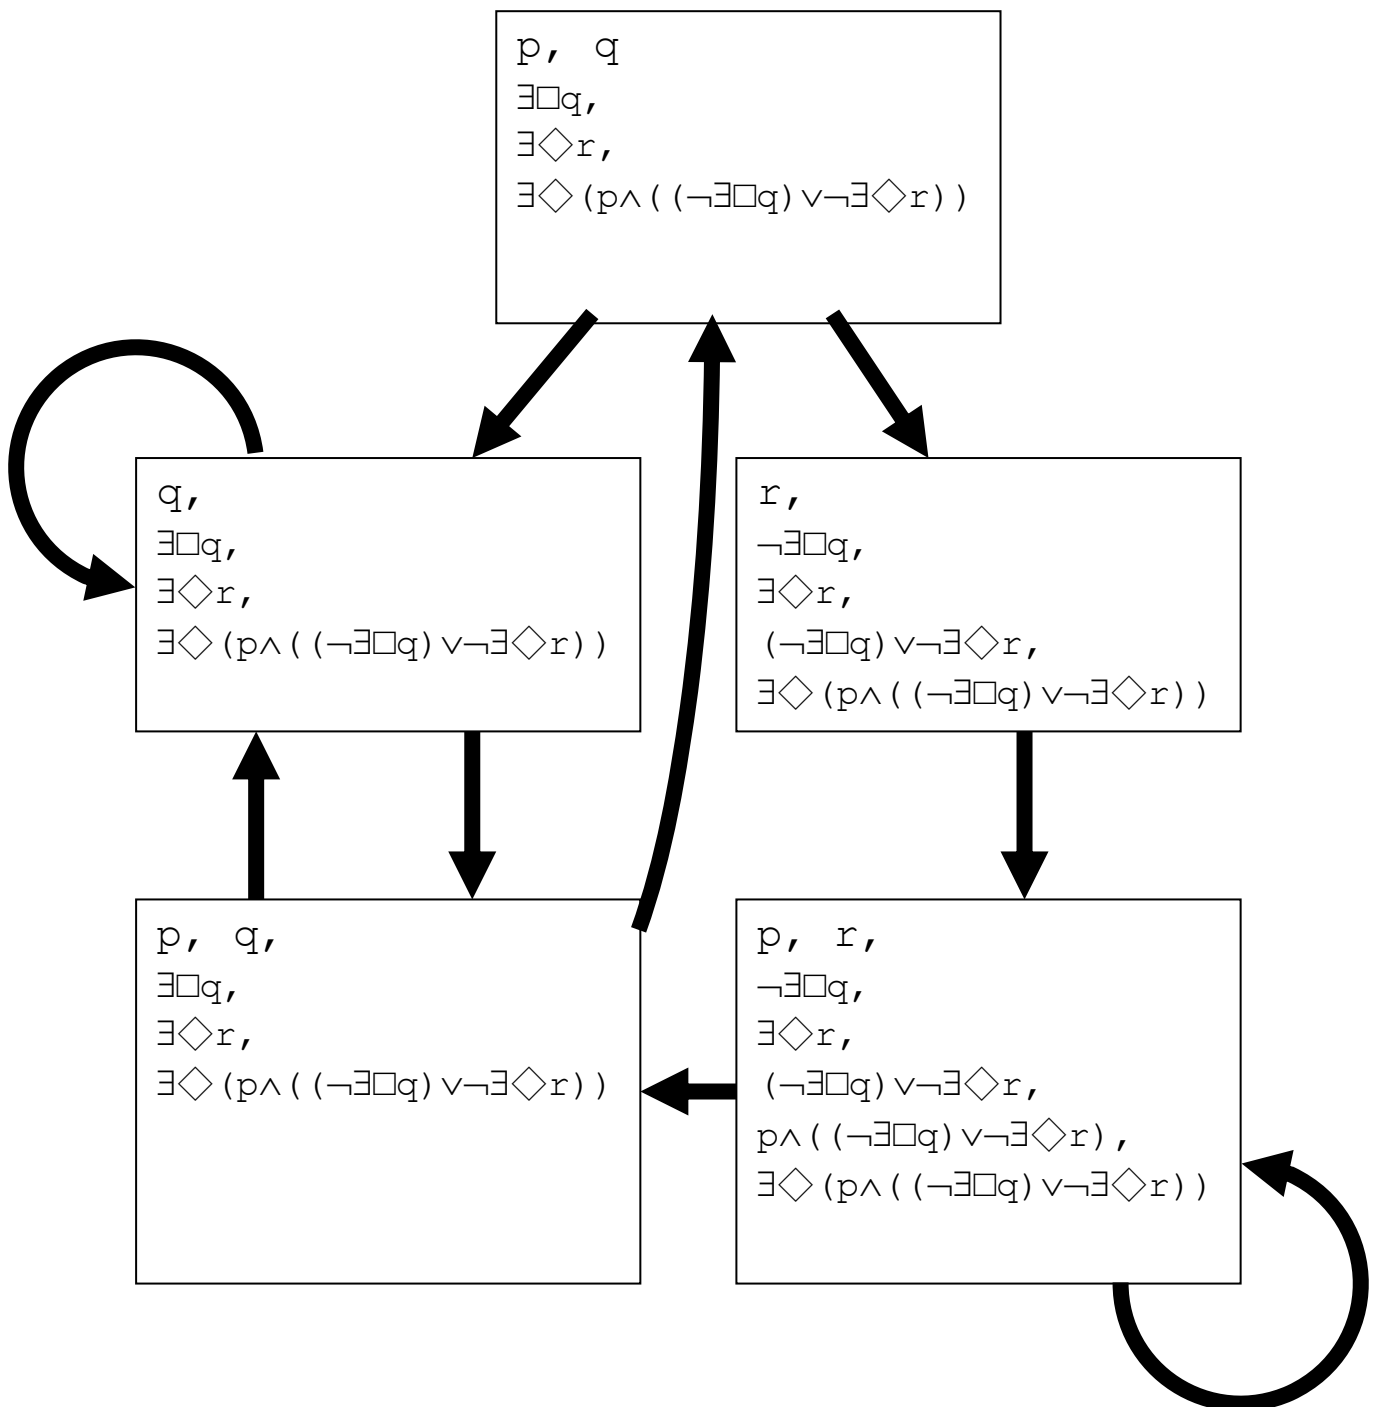 p, q
∃□q,
∃◇r,
∃◇(p∧((¬∃□q)∨¬∃◇r))
q,
∃□q,
∃◇r,
∃◇(p∧((¬∃□q)∨¬∃◇r))
r,
¬∃□q,
∃◇r,
(¬∃□q)∨¬∃◇r,
∃◇(p∧((¬∃□q)∨¬∃◇r))
p, q,
∃□q,
∃◇r,
∃◇(p∧((¬∃□q)∨¬∃◇r))
p, r,
¬∃□q,
∃◇r,
(¬∃□q)∨¬∃◇r,
p∧((¬∃□q)∨¬∃◇r),
∃◇(p∧((¬∃□q)∨¬∃◇r))